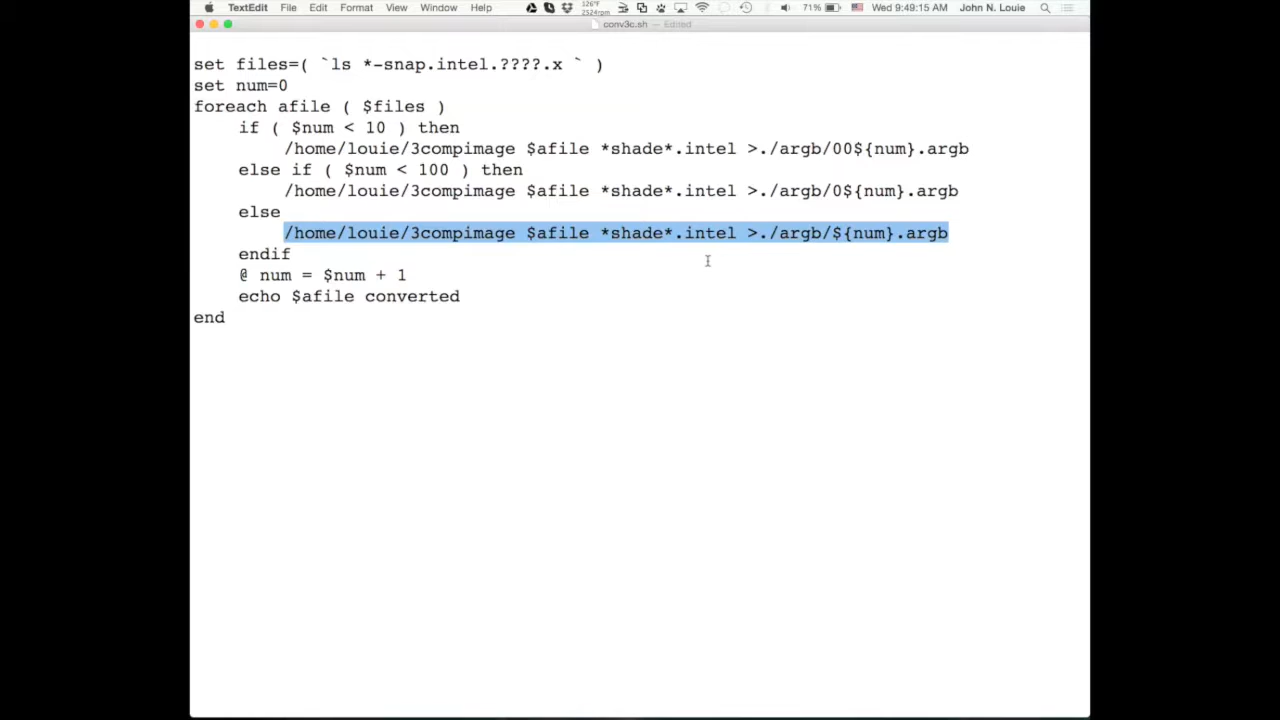 TextEdit File Edit Format View Window Help 126°F 2524rpm 71% Wed 9:49:15 AM John N. Louie
conv3c.sh — Edited
set files=( `ls *-snap.intel.????.x ` )
set num=0
foreach afile ( $files )
if ( $num < 10 ) then
/home/louie/3compimage $afile *shade*.intel >./argb/00${num}.argb
else if ( $num < 100 ) then
/home/louie/3compimage $afile *shade*.intel >./argb/0${num}.argb
else
/home/louie/3compimage $afile *shade*.intel >./argb/${num}.argb
endif
@ num = $num + 1
echo $afile converted
end